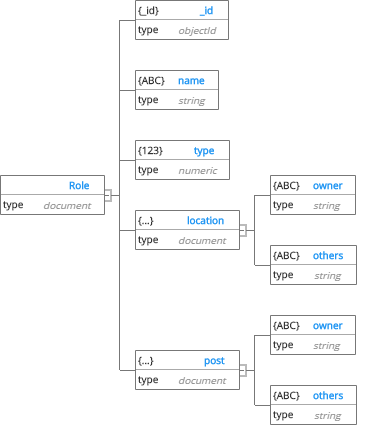 {_id} _id
type objectId
{ABC} name
type string
{123} type
type numeric
Role
type document
{...} location
type document
{ABC} owner
type string
{ABC} others
type string
{...} post
type document
{ABC} owner
type string
{ABC} others
type string